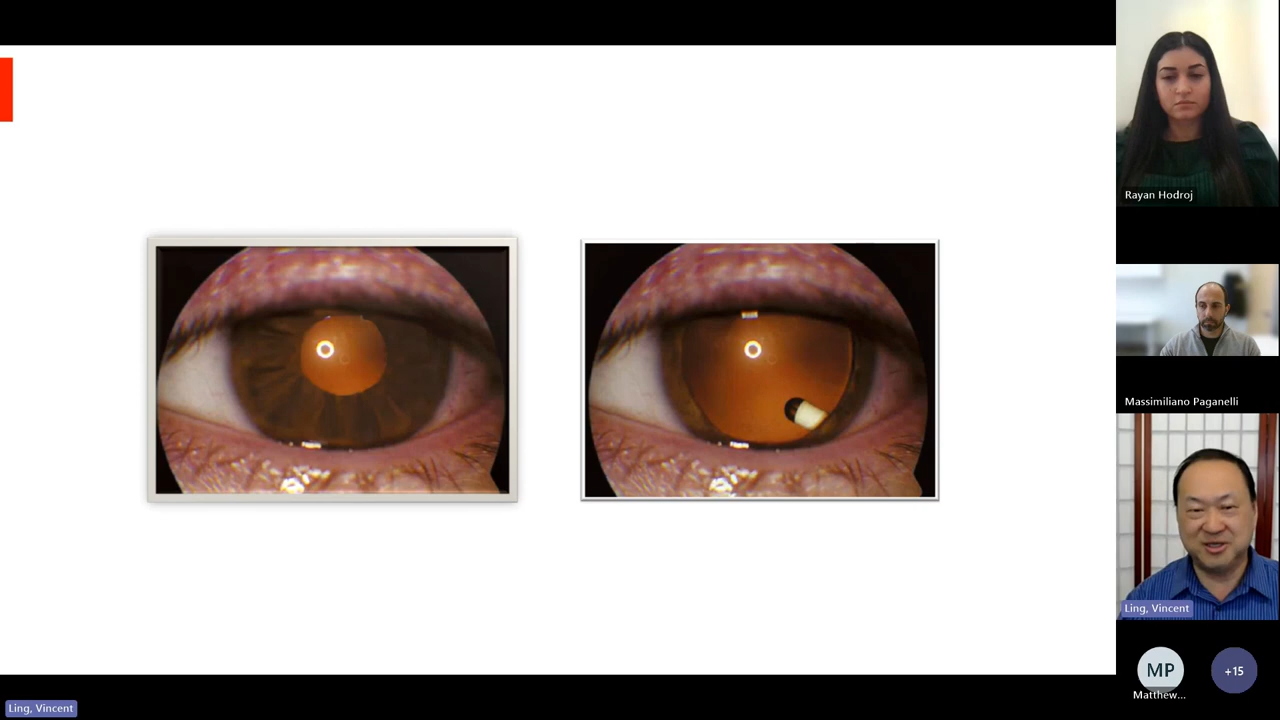 Rayan Hodroj
Massimiliano Paganelli
Ling, Vincent
MP
+15
Matthew...
Ling, Vincent